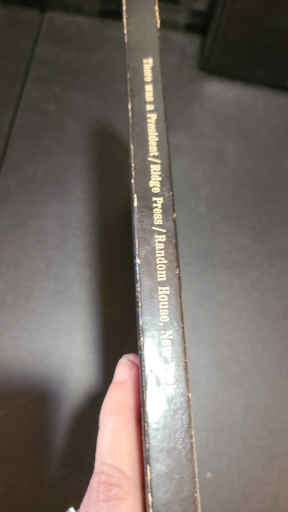 There was a President/Ridge Press/Random House, New